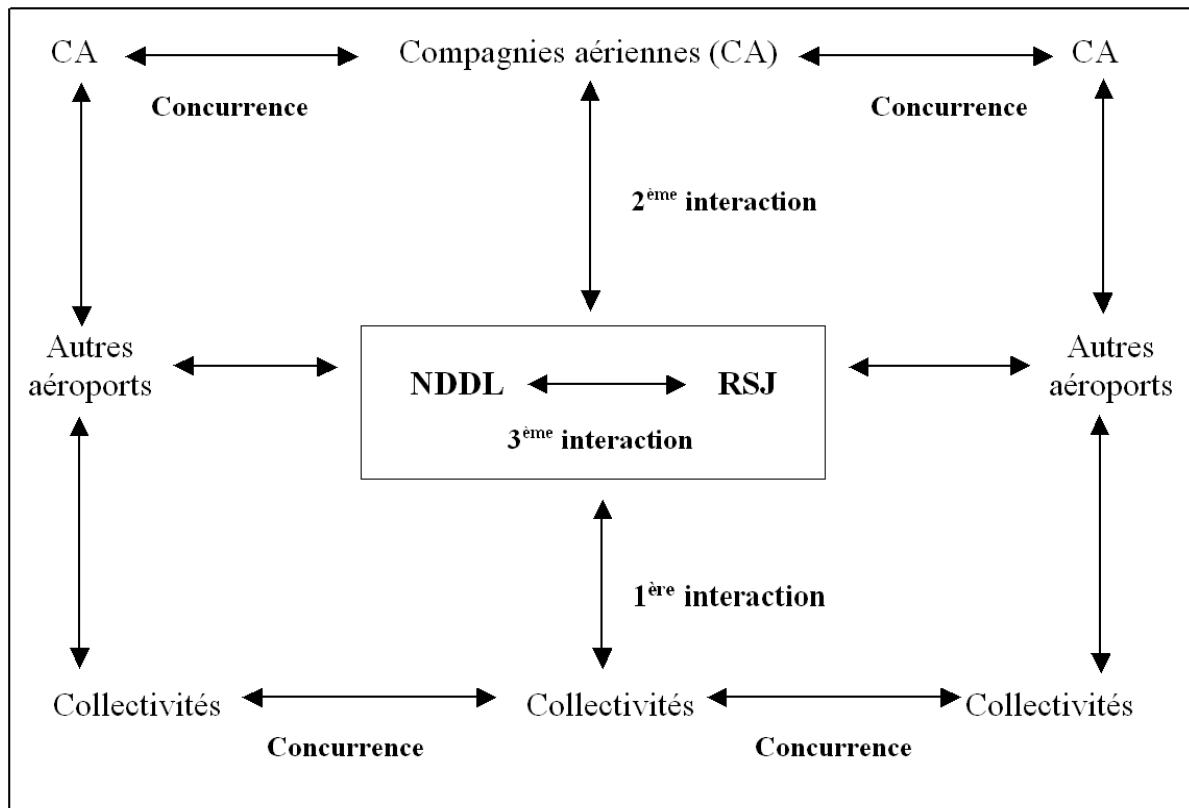 CA
Compagnies aériennes (CA)
CA
Concurrence
Concurrence
2ème interaction
Autres
aéroports
NDDL
RSJ
3ème interaction
Autres
aéroports
1ère interaction
Collectivités
Collectivités
Collectivités
Concurrence
Concurrence